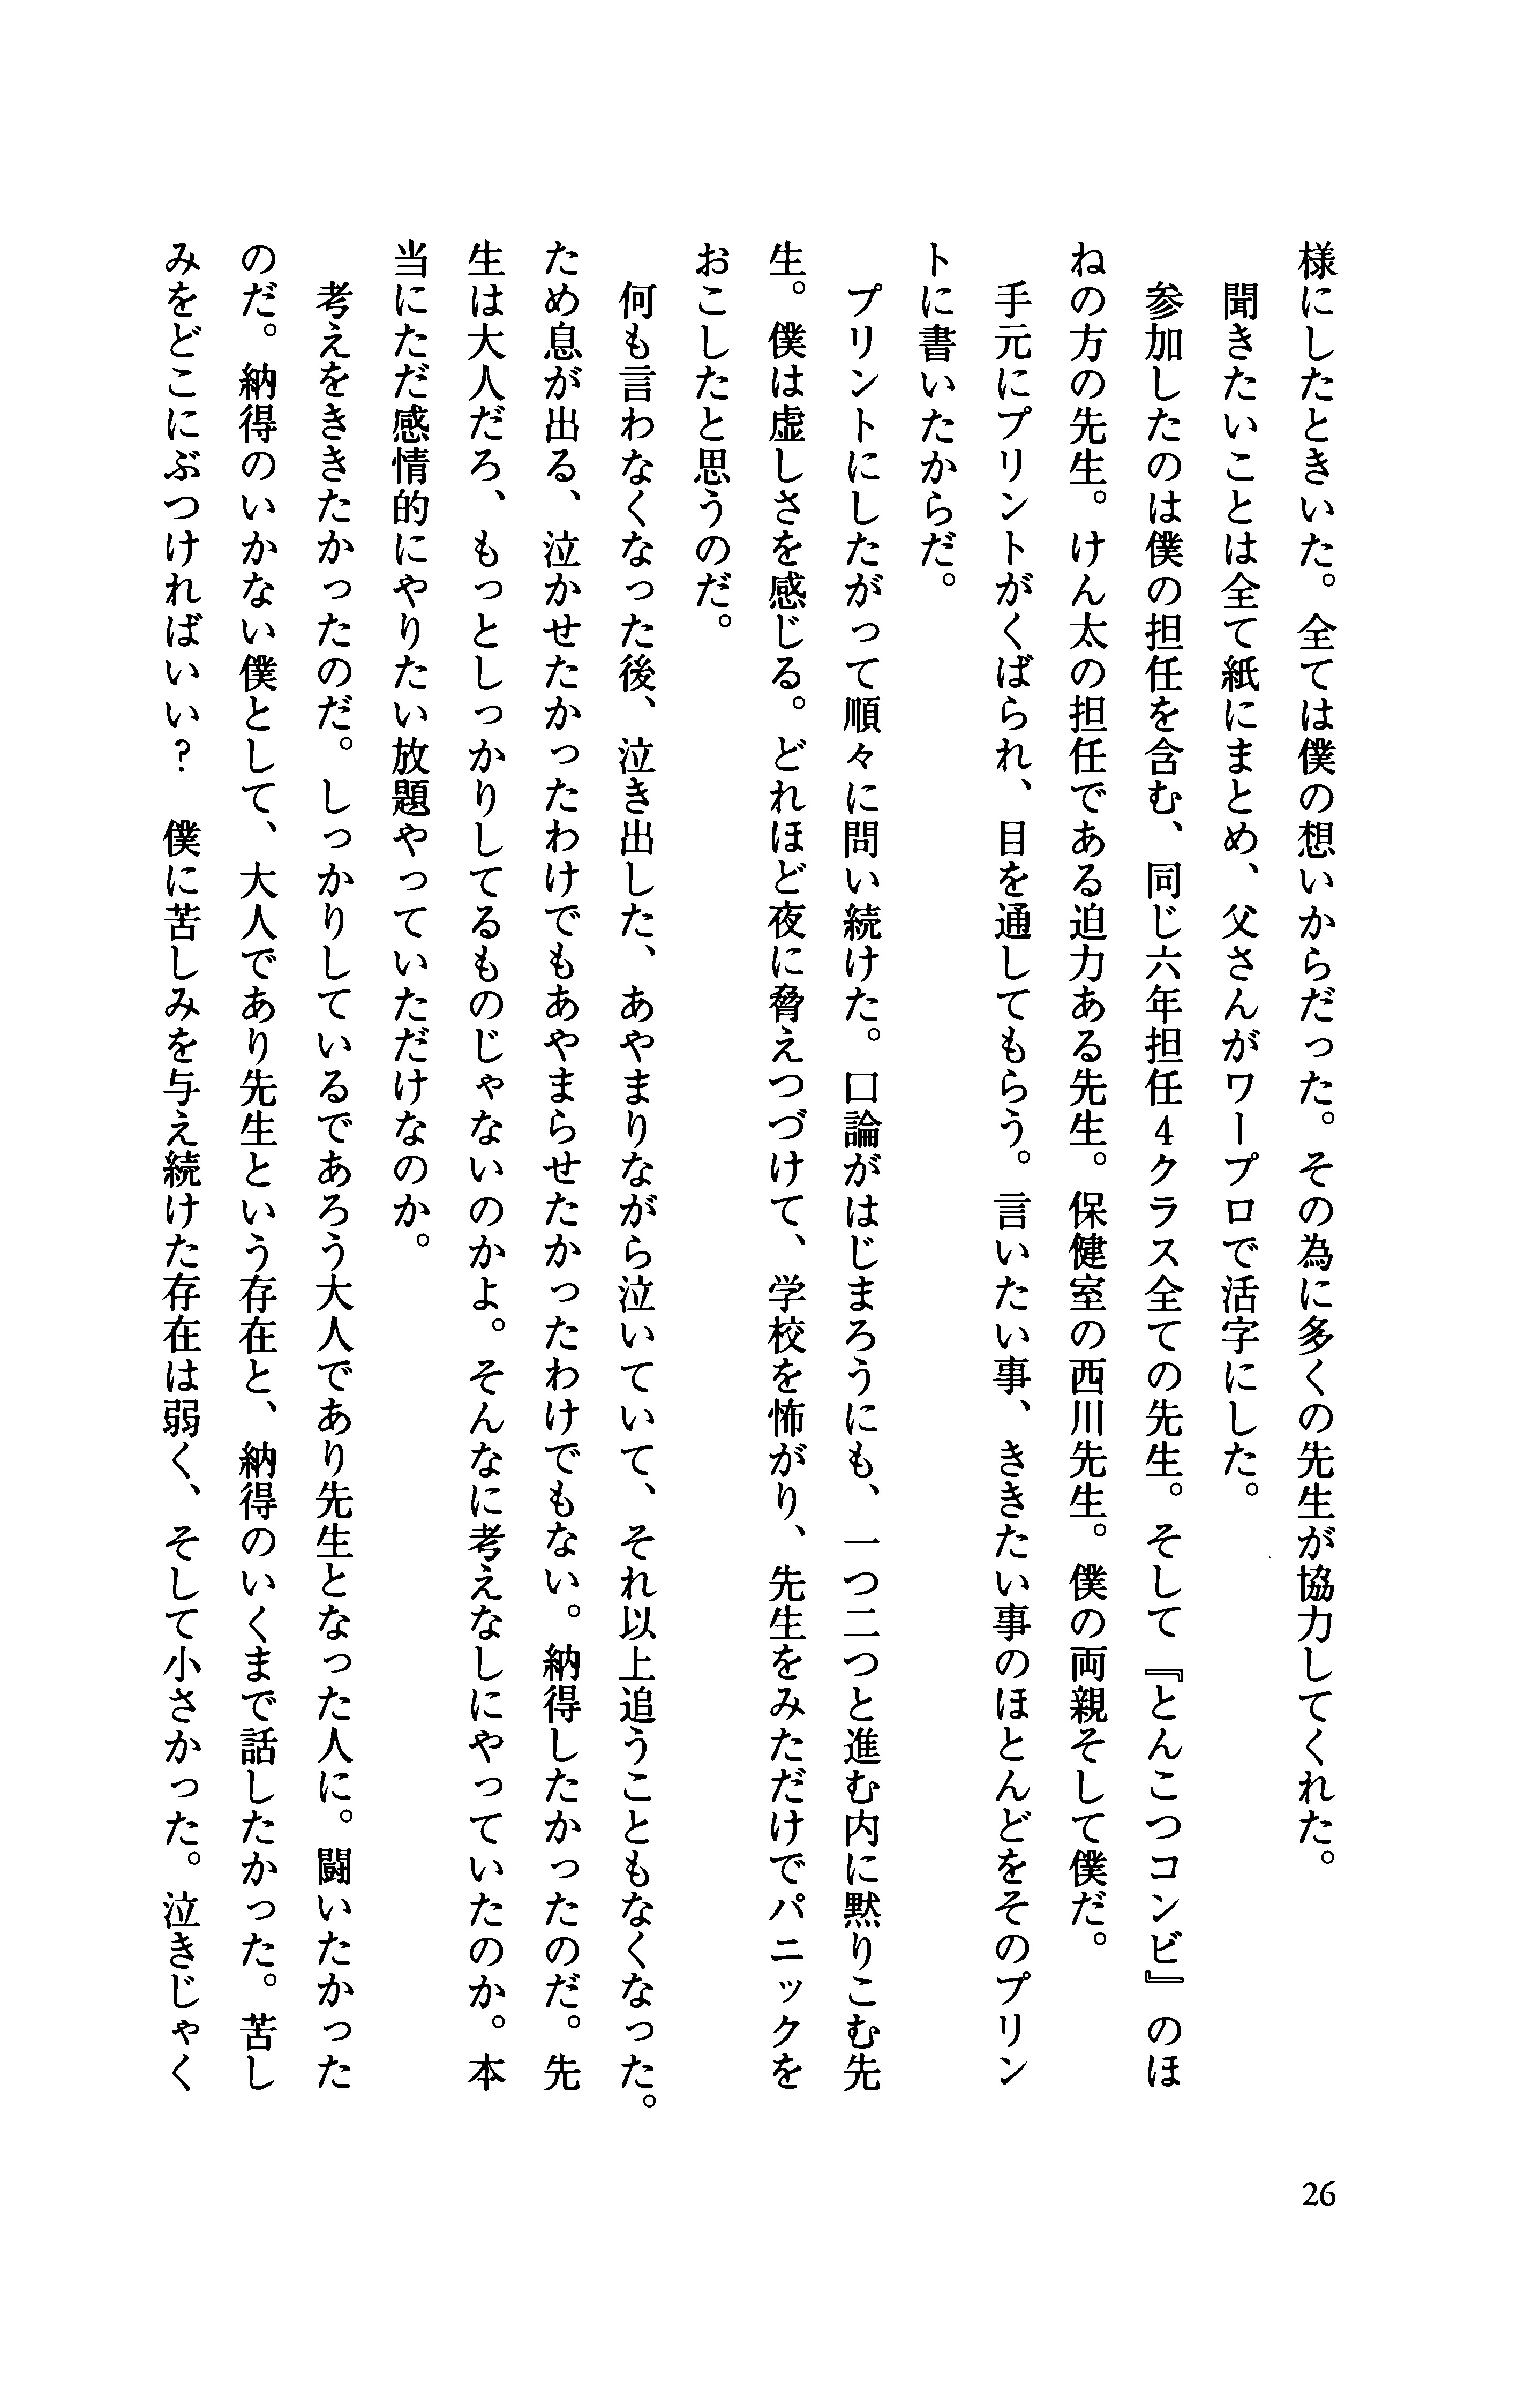 様にしたときいた。全ては僕の想いからだった。その為に多くの先生が協力してくれた。
　聞きたいことは全て紙にまとめ、父さんがワープロで活字にした。
　参加したのは僕の担任を含む、同じ六年担任4クラス全ての先生。そして『とんこつコンビ』のほ
ねの方の先生。けん太の担任である迫力ある先生。保健室の西川先生。僕の両親そして僕だ。
　手元にプリントがくばられ、目を通してもらう。言いたい事、ききたい事のほとんどをそのプリン
トに書いたからだ。
　プリントにしたがって順々に問い続けた。口論がはじまろうにも、一つ二つと進む内に黙りこむ先
生。僕は虚しさを感じる。どれほど夜に脅えつづけて、学校を怖がり、先生をみただけでパニックを
おこしたと思うのだ。
　何も言わなくなった後、泣き出した、あやまりながら泣いていて、それ以上追うこともなくなった。
ため息が出る、泣かせたかったわけでもあやまらせたかったわけでもない。納得したかったのだ。先
生は大人だろ、もっとしっかりしてるものじゃないのかよ。そんなに考えなしにやっていたのか。本
当にただ感情的にやりたい放題やっていただけなのか。
　考えをききたかったのだ。しっかりしているであろう大人であり先生となった人に。闘いたかった
のだ。納得のいかない僕として、大人であり先生という存在と、納得のいくまで話したかった。苦し
みをどこにぶつければいい？　僕に苦しみを与え続けた存在は弱く、そして小さかった。泣きじゃく
26